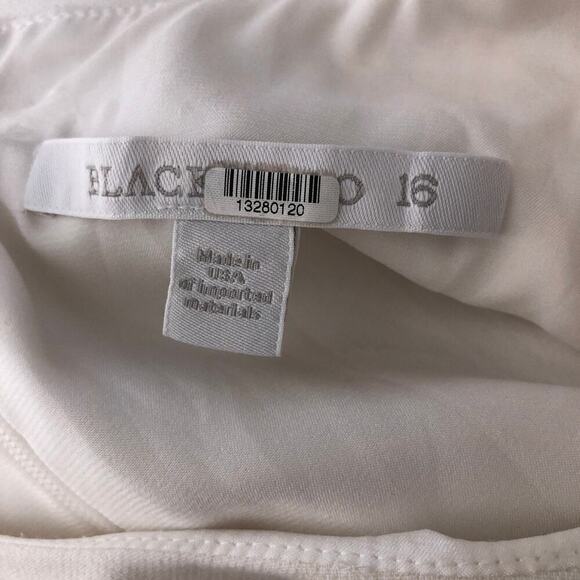 BLACK O 16
13280120
Made in
USA
of imported
materials